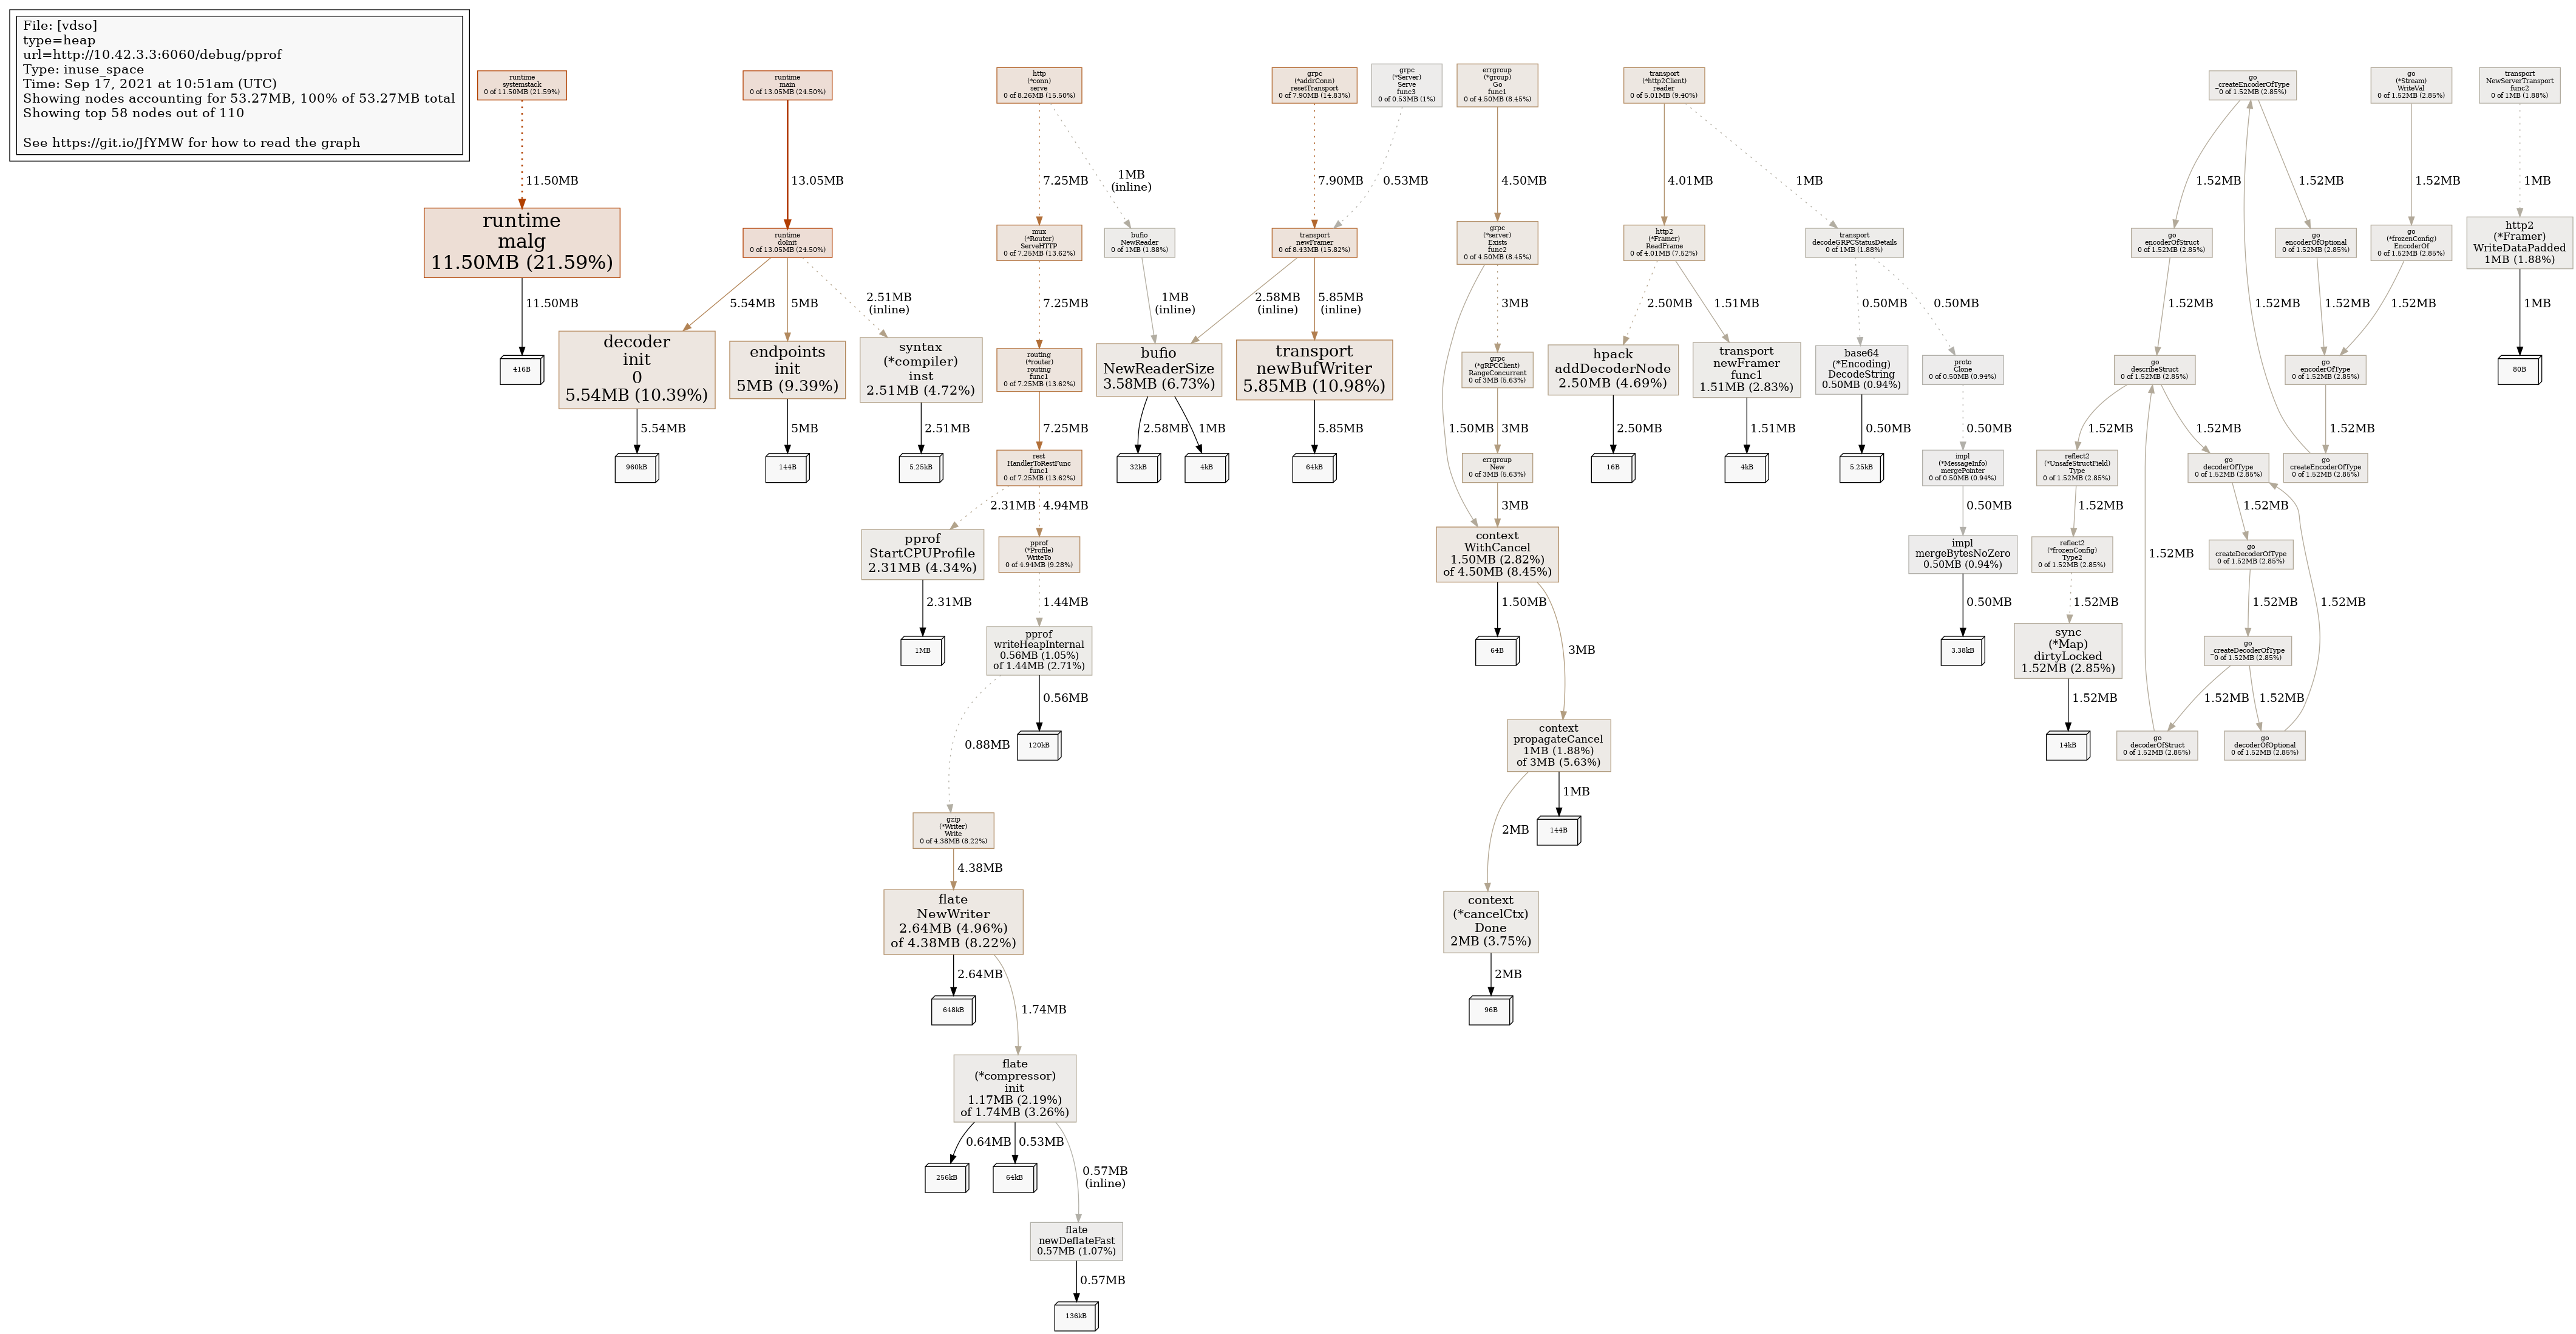 File: [vdso]
type=heap
url=http://10.42.3.3:6060/debug/pprof
Type: inuse_space
Time: Sep 17, 2021 at 10:51am (UTC)
Showing nodes accounting for 53.27MB, 100% of 53.27MB total
Showing top 58 nodes out of 110
See https://git.io/JfYMW for how to read the graph
runtime
systemstack
0 of 11.50MB (21.59%)
11.50MB
runtime
malg
11.50MB (21.59%)
11.50MB
416B
runtime
main
0 of 13.05MB (24.50%)
13.05MB
runtime
doInit
0 of 13.05MB (24.50%)
5.54MB
5MB
2.51MB
(inline)
decoder
init
0
5.54MB (10.39%)
5.54MB
960kB
endpoints
init
5MB (9.39%)
5MB
144B
syntax
(*compiler)
inst
2.51MB (4.72%)
2.51MB
5.25kB
http
(*conn)
serve
0 of 8.26MB (15.50%)
7.25MB
1MB
(inline)
mux
(*Router)
ServeHTTP
0 of 7.25MB (13.62%)
7.25MB
routing
(*router)
routing
func1
0 of 7.25MB (13.62%)
7.25MB
rest
HandlerToRestFunc
func1
0 of 7.25MB (13.62%)
2.31MB
4.94MB
pprof
StartCPUProfile
2.31MB (4.34%)
2.31MB
1MB
pprof
(*Profile)
WriteTo
0 of 4.94MB (9.28%)
1.44MB
pprof
writeHeapInternal
0.56MB (1.05%)
of 1.44MB (2.71%)
0.88MB
0.56MB
120kB
gzip
(*Writer)
Write
0 of 4.38MB (8.22%)
4.38MB
flate
NewWriter
2.64MB (4.96%)
of 4.38MB (8.22%)
2.64MB
1.74MB
648kB
flate
(*compressor)
init
1.17MB (2.19%)
of 1.74MB (3.26%)
0.64MB
0.53MB
0.57MB
(inline)
256kB
64kB
flate
newDeflateFast
0.57MB (1.07%)
0.57MB
136kB
bufio
NewReader
0 of 1MB (1.88%)
1MB
(inline)
bufio
NewReaderSize
3.58MB (6.73%)
2.58MB
1MB
32kB
4kB
grpc
(*addrConn)
resetTransport
0 of 7.90MB (14.83%)
7.90MB
grpc
(*Server)
Serve
func3
0 of 0.53MB (1%)
0.53MB
transport
newFramer
0 of 8.43MB (15.82%)
2.58MB
(inline)
5.85MB
(inline)
transport
newBufWriter
5.85MB (10.98%)
5.85MB
64kB
errgroup
(*group)
Go
func1
0 of 4.50MB (8.45%)
4.50MB
grpc
(*server)
Exists
func2
0 of 4.50MB (8.45%)
3MB
1.50MB
grpc
(*gRPCClient)
RangeConcurrent
0 of 3MB (5.63%)
3MB
errgroup
New
0 of 3MB (5.63%)
3MB
context
WithCancel
1.50MB (2.82%)
of 4.50MB (8.45%)
1.50MB
64B
3MB
context
propagateCancel
1MB (1.88%)
of 3MB (5.63%)
1MB
144B
2MB
context
(*cancelCtx)
Done
2MB (3.75%)
2MB
96B
transport
(*http2Client)
reader
0 of 5.01MB (9.40%)
4.01MB
1MB
http2
(*Framer)
ReadFrame
0 of 4.01MB (7.52%)
2.50MB
1.51MB
hpack
addDecoderNode
2.50MB (4.69%)
2.50MB
16B
transport
newFramer
func1
1.51MB (2.83%)
1.51MB
4kB
transport
decodeGRPCStatusDetails
0 of 1MB (1.88%)
0.50MB
0.50MB
base64
(*Encoding)
DecodeString
0.50MB (0.94%)
0.50MB
5.25kB
proto
Clone
0 of 0.50MB (0.94%)
0.50MB
impl
(*MessageInfo)
mergePointer
0 of 0.50MB (0.94%)
0.50MB
impl
mergeBytesNoZero
0.50MB (0.94%)
0.50MB
3.38kB
go
_createEncoderOfType
0 of 1.52MB (2.85%)
1.52MB
1.52MB
go
encoderOfStruct
0 of 1.52MB (2.85%)
1.52MB
go
encoderOfOptional
0 of 1.52MB (2.85%)
1.52MB
1.52MB
go
(*Stream)
WriteVal
0 of 1.52MB (2.85%)
1.52MB
go
(*frozenConfig)
EncoderOf
0 of 1.52MB (2.85%)
1.52MB
go
encoderOfType
0 of 1.52MB (2.85%)
1.52MB
go
createEncoderOfType
0 of 1.52MB (2.85%)
go
describeStruct
0 of 1.52MB (2.85%)
1.52MB
1.52MB
reflect2
(*UnsafeStructField)
Type
0 of 1.52MB (2.85%)
1.52MB
reflect2
(*frozenConfig)
Type2
0 of 1.52MB (2.85%)
1.52MB
sync
(*Map)
dirtyLocked
1.52MB (2.85%)
1.52MB
14kB
go
decoderOfType
0 of 1.52MB (2.85%)
1.52MB
go
createDecoderOfType
0 of 1.52MB (2.85%)
1.52MB
go
_createDecoderOfType
0 of 1.52MB (2.85%)
1.52MB
1.52MB
1.52MB
1.52MB
go
decoderOfStruct
0 of 1.52MB (2.85%)
go
decoderOfOptional
0 of 1.52MB (2.85%)
transport
NewServerTransport
func2
0 of 1MB (1.88%)
1MB
http2
(*Framer)
WriteDataPadded
1MB (1.88%)
1MB
80B